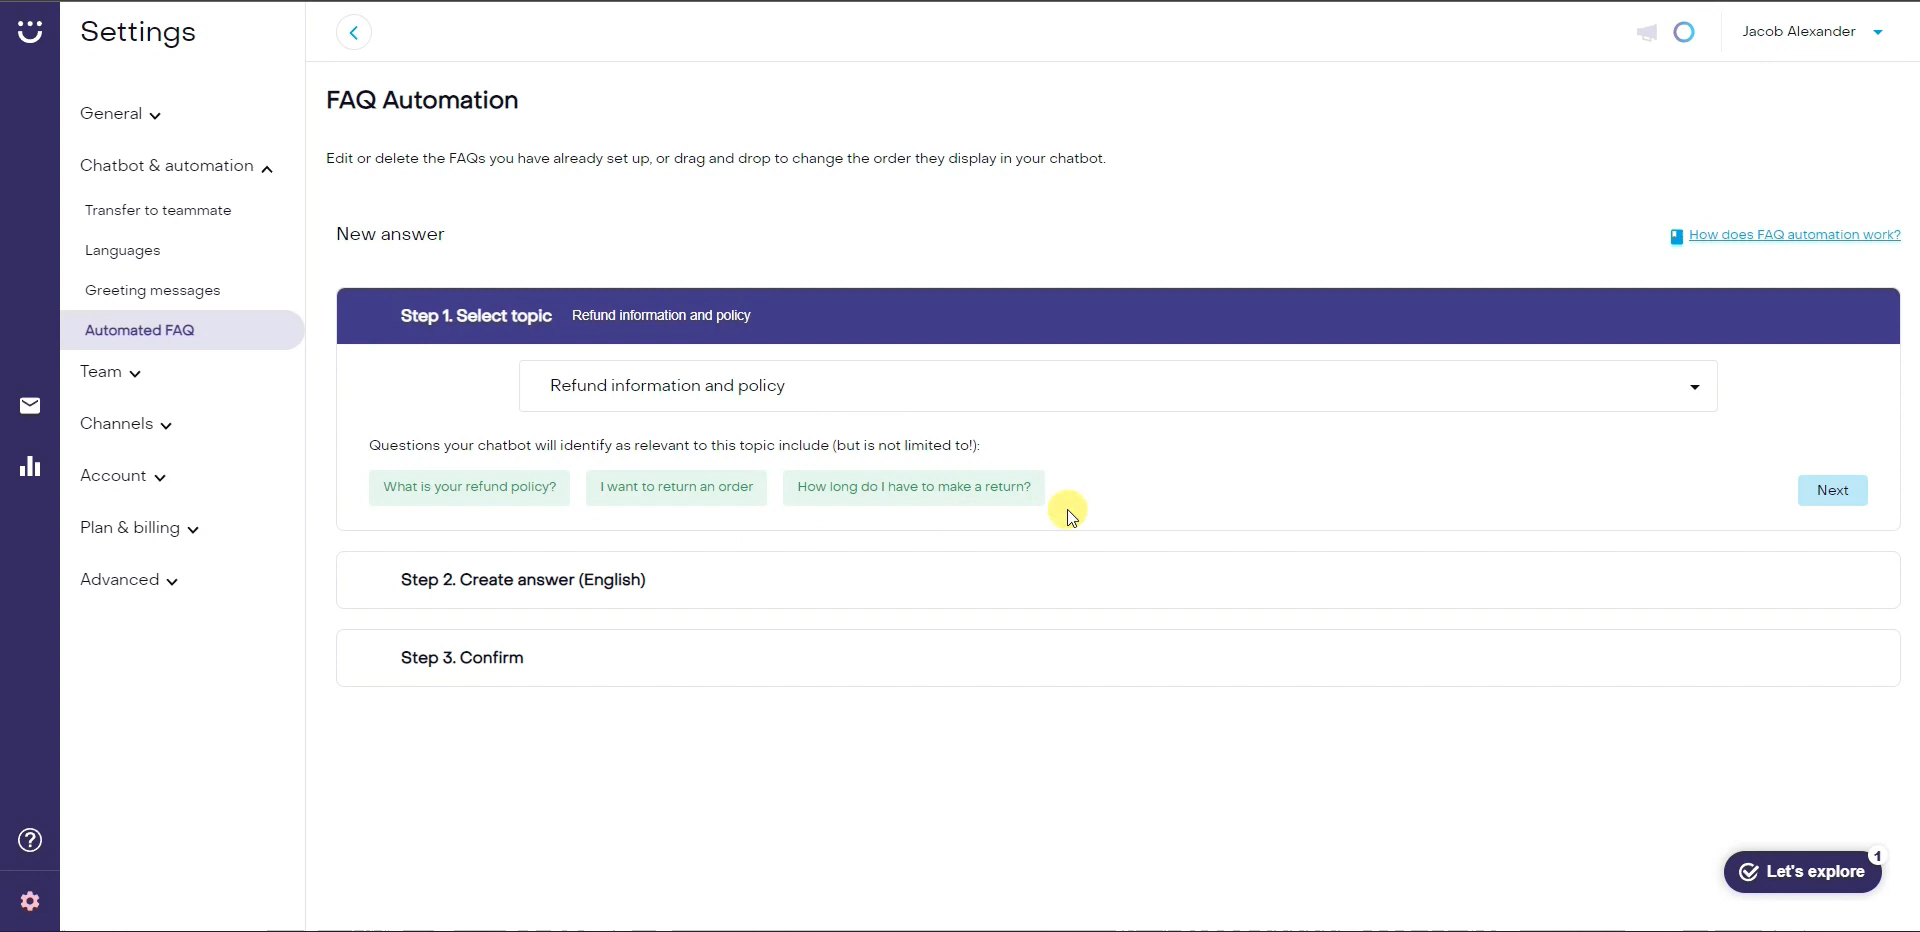 Settings
Jacob Alexander
General
Chatbot & automation
Transfer to teammate
Languages
Greeting messages
Automated FAQ
Team
Channels
Account
Plan & billing
Advanced
FAQ Automation
Edit or delete the FAQs you have already set up, or drag and drop to change the order they display in your chatbot.
New answer
How does FAQ automation work?
Step 1. Select topic Refund information and policy
Refund information and policy
Questions your chatbot will identify as relevant to this topic include (but is not limited to!):
What is your refund policy? I want to return an order How long do I have to make a return?
Next
Step 2. Create answer (English)
Step 3. Confirm
1
Let's explore